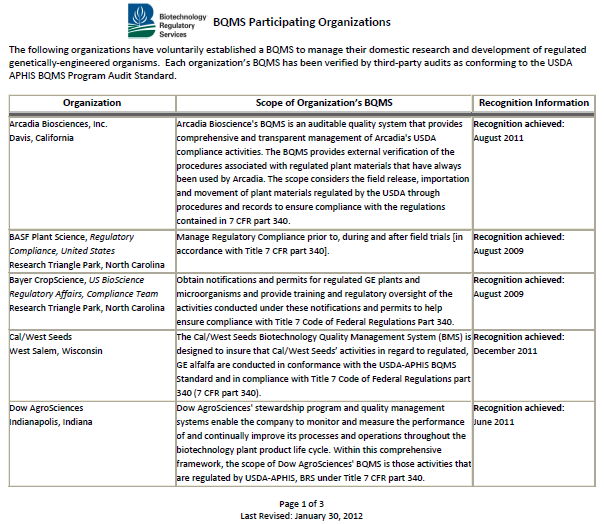 Biotechnology
Regulatory
Services
BQMS Participating Organizations
The following organizations have voluntarily established a BQMS to manage their domestic research and development of regulated
genetically-engineered organisms. Each organization's BQMS has been verified by third-party audits as conforming to the USDA
APHIS BQMS Program Audit Standard.
Organization
Scope of Organization's BQMS
Recognition Information
Arcadia Bioscience, Inc.
Davis, California
Arcadia Bioscience's BQMS is an auditable quality system that provides
comprehensive and transparent management of Arcadia's USDA
compliance activities. The BQMS provides external verification of the
procedures associated with regulated plant materials that have always
been used by Arcadia. The scope considers the field release, importation
and movement of plant materials regulated by the USDA through
procedures and records to ensure compliance with the regulations
contained in 7 CFR part 340.
Recognition achieved:
August 2011
BASF Plant Science, Regulatory
Compliance, United States
Research Triangle Park, North Carolina
Manage Regulatory Compliance prior to, during and after field trials [in
accordance with Title 7 CFR part 340].
Recognition achieved:
August 2009
Bayer CropScience, US BioScience
Regulatory Affairs, Compliance Team
Research Triangle Park, North Carolina
Obtain notifications and permits for regulated GE plants and
microorganisms and provide training and regulatory oversight of the
activities conducted under these notifications and permits to help
ensure compliance with Title 7 Code of Federal Regulations Part 340.
Recognition achieved:
August 2009
Cal/West Seeds
West Salem, Wisconsin
The Cal/West Seeds Biotechnology Quality Management System (BMS) is
designed to insure that Cal/West Seeds' activities in regard to regulated,
GE alfalfa are conducted in conformance with the USDA-APHIS BQMS
Standard and in compliance with Title 7 Code of Federal Regulations part
340 (7 CFR part 340).
Recognition achieved:
December 2011
Dow AgroSciences
Indianapolis, Indiana
Dow AgroSciences' stewardship program and quality management
systems enable the company to monitor and measure the performance
of and continually improve its processes and operations throughout the
biotechnology plant product life cycle. Within this comprehensive
framework, the scope of Dow AgroSciences' BQMS is those activities that
are regulated by USDA-APHIS, BRS under Title 7 CFR part 340.
Recognition achieved:
June 2011
Page 1 of 3
Last Revised: January 30, 2012